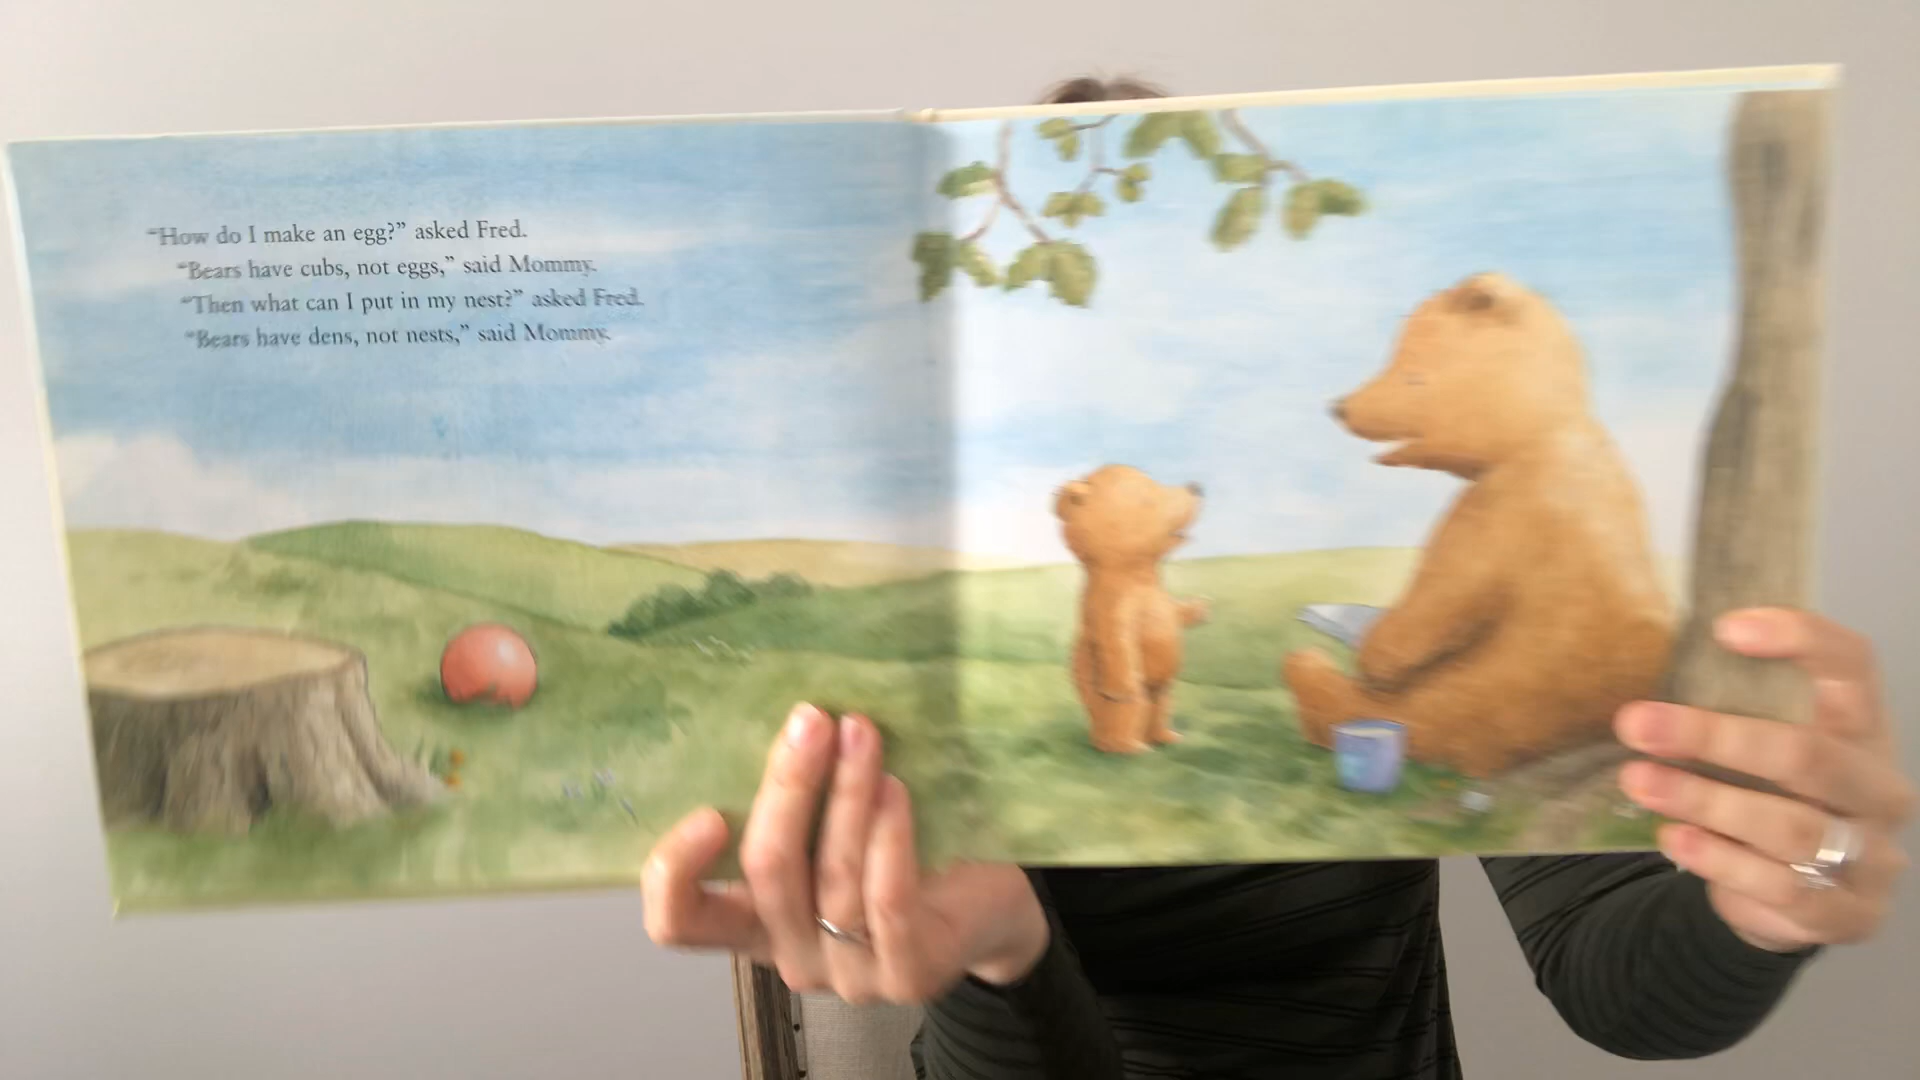 “How do I make an egg?” asked Fred.
“Bears have cubs, not eggs,” said Mommy.
“Then what can I put in my nest?” asked Fred.
“Bears have dens, not nests,” said Mommy.